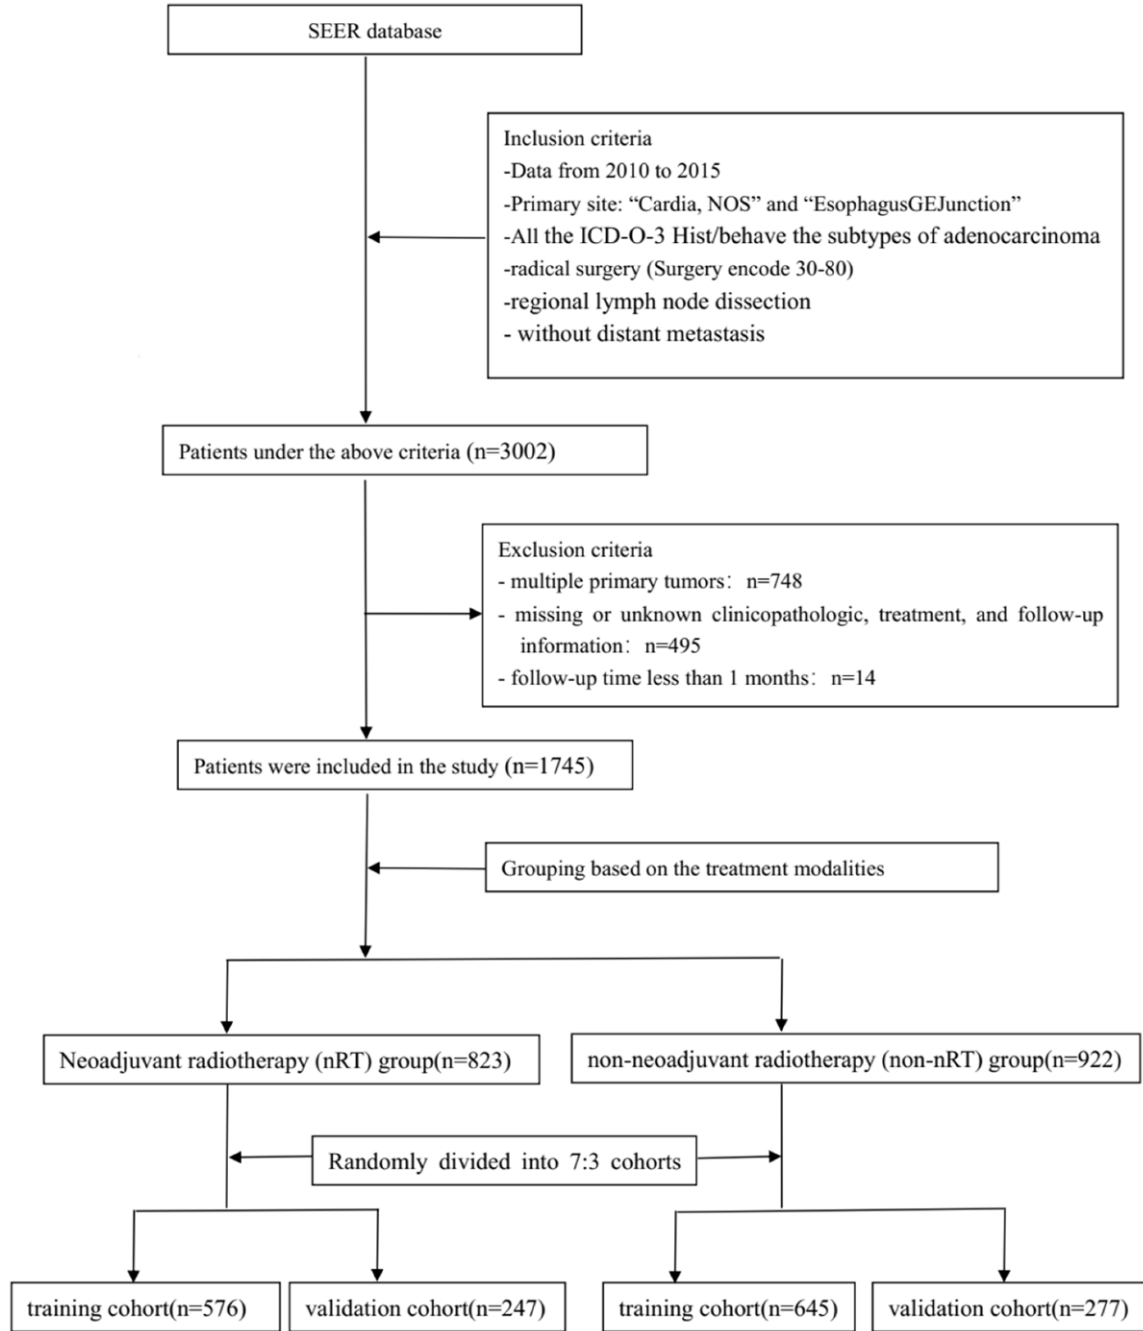 SEER database
Inclusion criteria
-Data from 2010 to 2015
-Primary site: “Cardia, NOS” and “EsophagusGEJunction”
-All the ICD-O-3 Hist/behave the subtypes of adenocarcinoma
-radical surgery (Surgery encode 30-80)
-regional lymph node dissection
- without distant metastasis
Patients under the above criteria (n=3002)
Exclusion criteria
- multiple primary tumors：n=748
- missing or unknown clinicopathologic, treatment, and follow-up
information：n=495
- follow-up time less than 1 months：n=14
Patients were included in the study (n=1745)
Grouping based on the treatment modalities
Neoadjuvant radiotherapy (nRT) group(n=823)
non-neoadjuvant radiotherapy (non-nRT) group(n=922)
Randomly divided into 7:3 cohorts
training cohort(n=576)
validation cohort(n=247)
training cohort(n=645)
validation cohort(n=277)